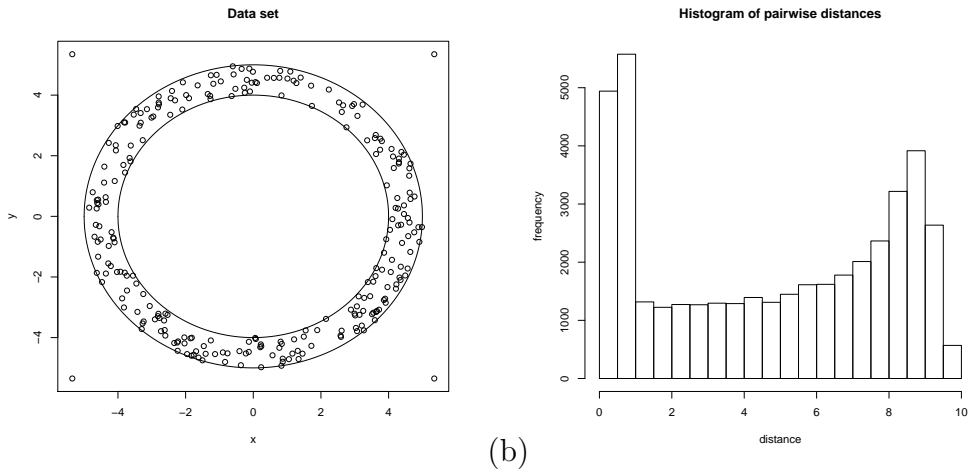 Data set
y
4
2
0
−2
−4
−4 −2 0 2 4
x
(b)
Histogram of pairwise distances
frequency
5000
4000
3000
2000
1000
0
0 2 4 6 8 10
distance